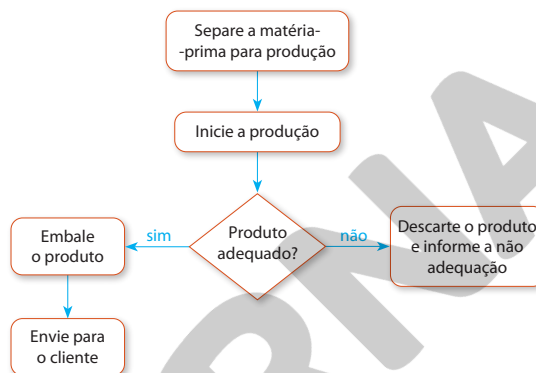 Separe a matéria-
-prima para produção
Inicie a produção
Produto
adequado?
sim
não
Embale
o produto
Descarte o produto
e informe a não
adequação
Envie para
o cliente